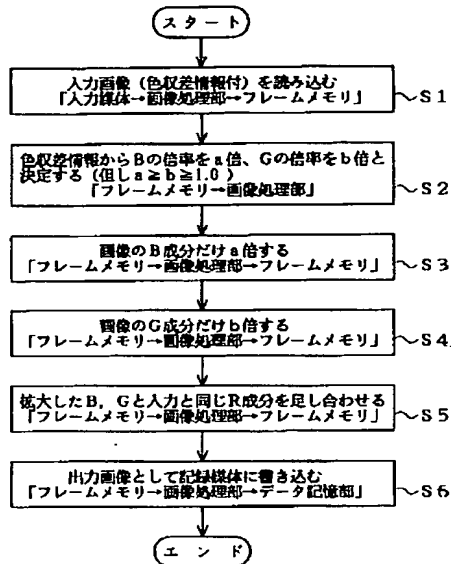 スタート
入力画像（色収差情報付）を読み込む
「入力媒体→画像処理部→フレームメモリ」
S1
色収差情報からBの倍率をa倍、Gの倍率をb倍と
決定する（但しa≧b≧1.0）
「フレームメモリ→画像処理部」
S2
画像のB成分だけa倍する
「フレームメモリ→画像処理部→フレームメモリ」
S3
画像のG成分だけb倍する
「フレームメモリ→画像処理部→フレームメモリ」
S4
拡大したB，Gと入力と同じR成分を足し合わせる
「フレームメモリ→画像処理部→フレームメモリ」
S5
出力画像として記録媒体に書き込む
「フレームメモリ→画像処理部→データ記憶部」
S6
エンド